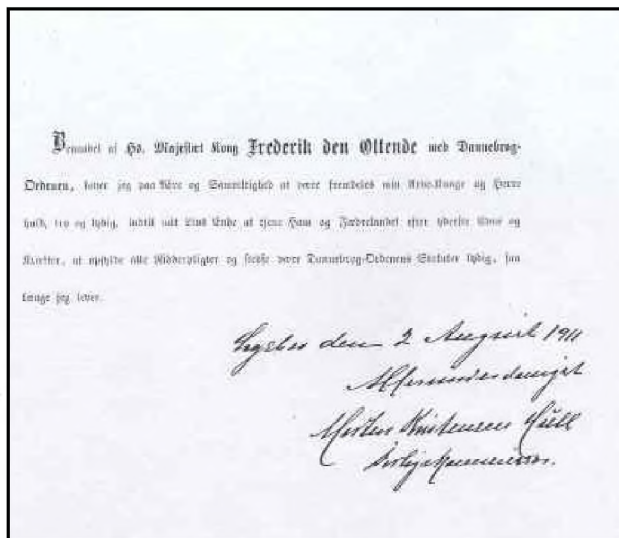 Benaadet af Hs. Majestæt Kong Frederik den Ottende med Dannebrog-
Ordenen, lover jeg paa Ære og Samvittighed at være fremdeles min Arve-Konge og Herre
huld, tro og lydig, indtil mit Livs Ende at tjene Ham og Fædrelandet efter yderste Evne og
Kræfter, at opfylde alle Ridderpligter og stedse være Dannebrog-Ordenens Statuter lydig, saa
længe jeg lever.
Løgstør den 2 August 1911
Allerunderdanigst
Morten Kristensen